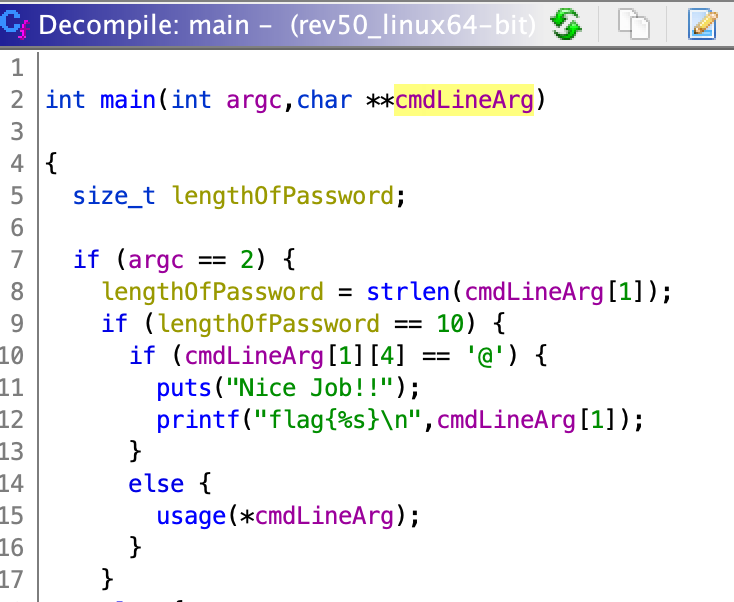 Decompile: main - (rev50_linux64-bit)
1
2 int main(int argc,char **cmdLineArg)
3
4 {
5 size_t lengthOfPassword;
6
7 if (argc == 2) {
8 lengthOfPassword = strlen(cmdLineArg[1]);
9 if (lengthOfPassword == 10) {
10 if (cmdLineArg[1][4] == '@') {
11 puts("Nice Job!!");
12 printf("flag{%s}\n",cmdLineArg[1]);
13 }
14 else {
15 usage(*cmdLineArg);
16 }
17 }